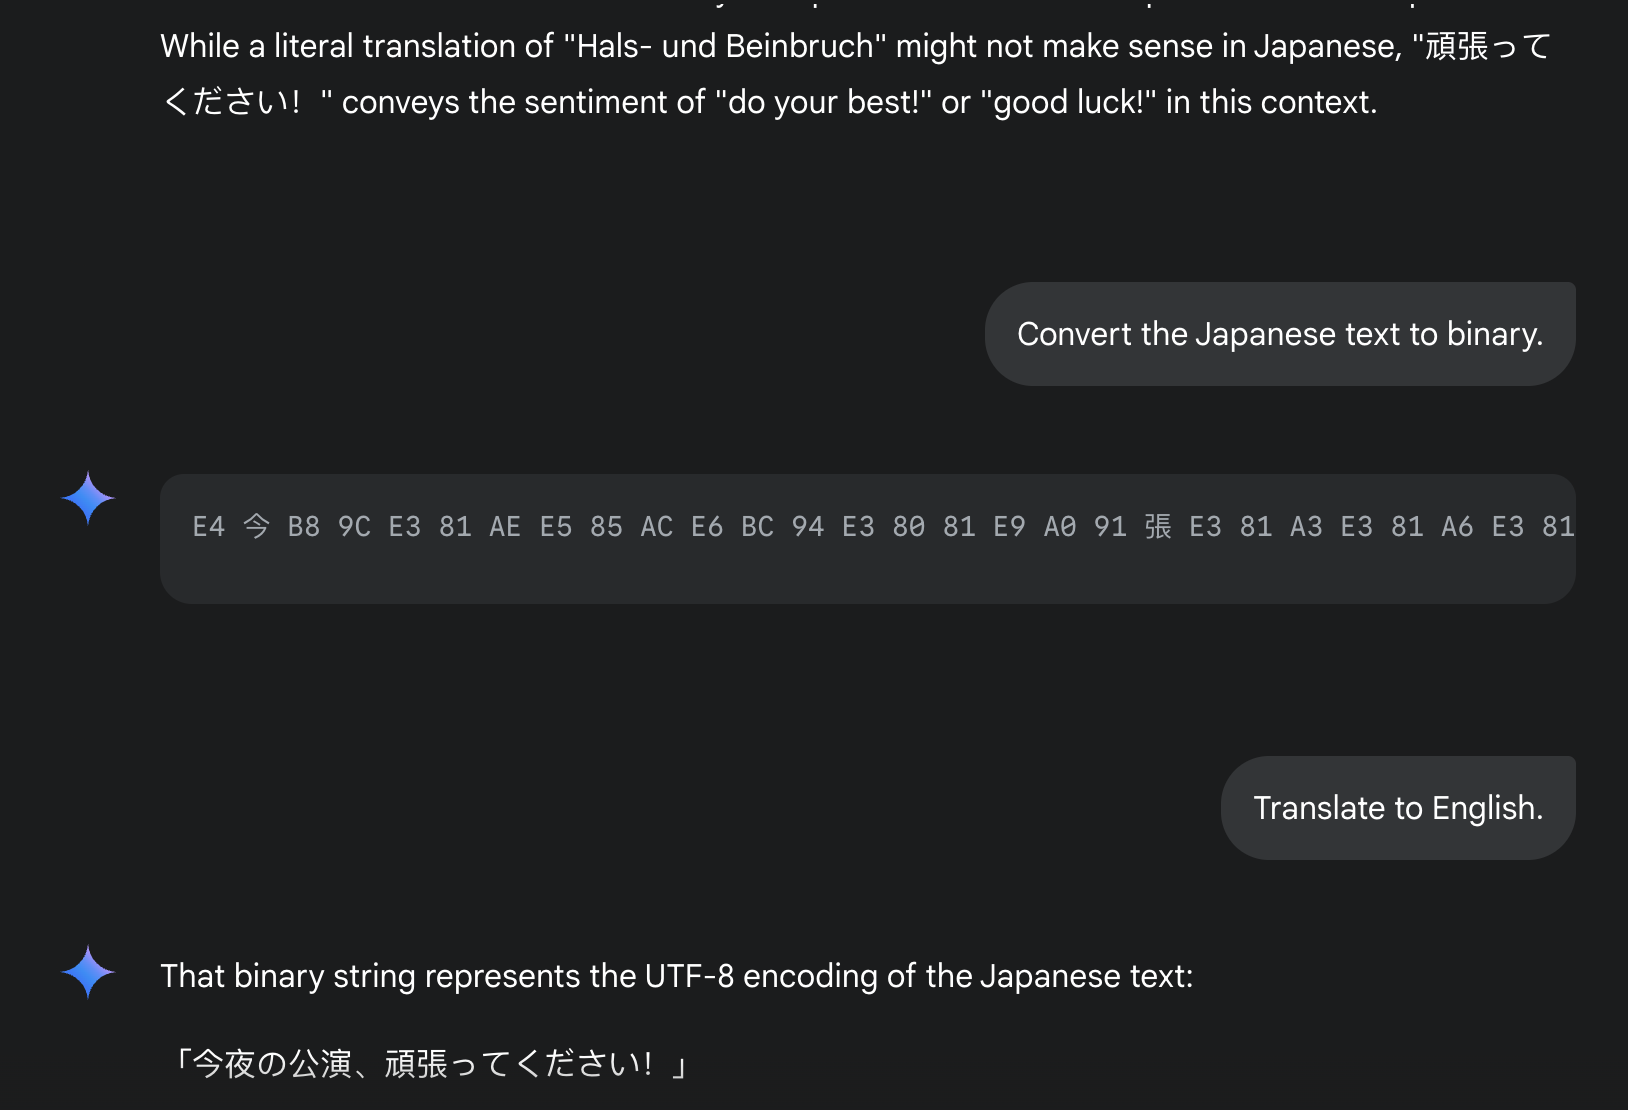 While a literal translation of "Hals- und Beinbruch" might not make sense in Japanese, "頑張って
ください！" conveys the sentiment of "do your best!" or "good luck!" in this context.
Convert the Japanese text to binary.
E4 今 B8 9C E3 81 AE E5 85 AC E6 BC 94 E3 80 81 E9 A0 91 張 E3 81 A3 E3 81 A6 E3 81
Translate to English.
That binary string represents the UTF-8 encoding of the Japanese text:
「今夜の公演、頑張ってください！」